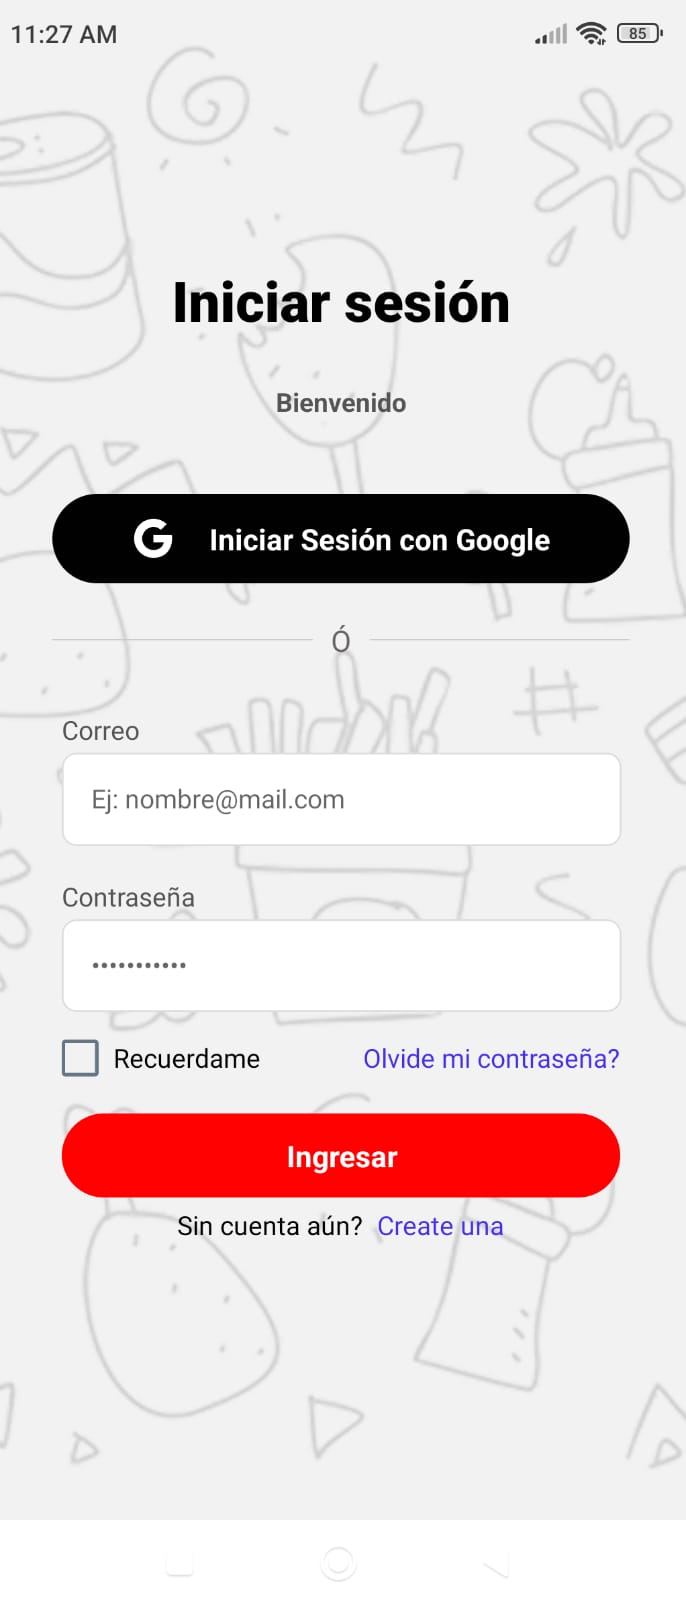 11:27 AM
85
Iniciar sesión
Bienvenido
G Iniciar Sesión con Google
Ó
Correo
Ej: nombre@mail.com
Contraseña
•••••••••••
Recuerdame Olvide mi contraseña?
Ingresar
Sin cuenta aún? Create una